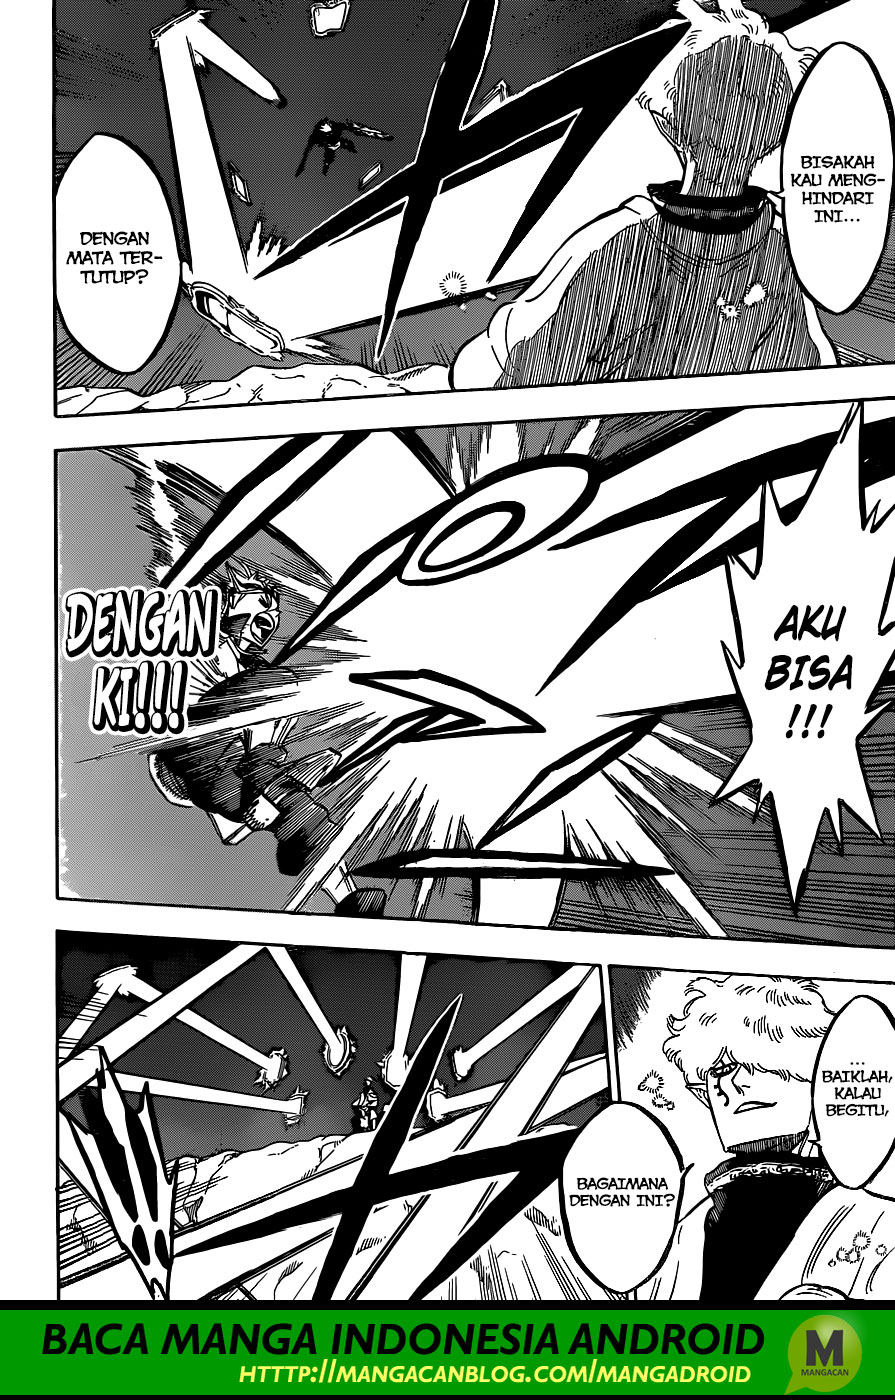 BISAKAH
KAU MENG-
HINDARI
INI...
DENGAN
MATA TER-
TUTUP?
AKU
BISA
!!!
DENGAN
KI!!!
...
BAIKLAH,
KALAU
BEGITU,
BAGAIMANA
DENGAN INI?
BACA MANGA INDONESIA ANDROID
HTTTP://MANGACANBLOG.COM/MANGADROID
M
MANGACAN